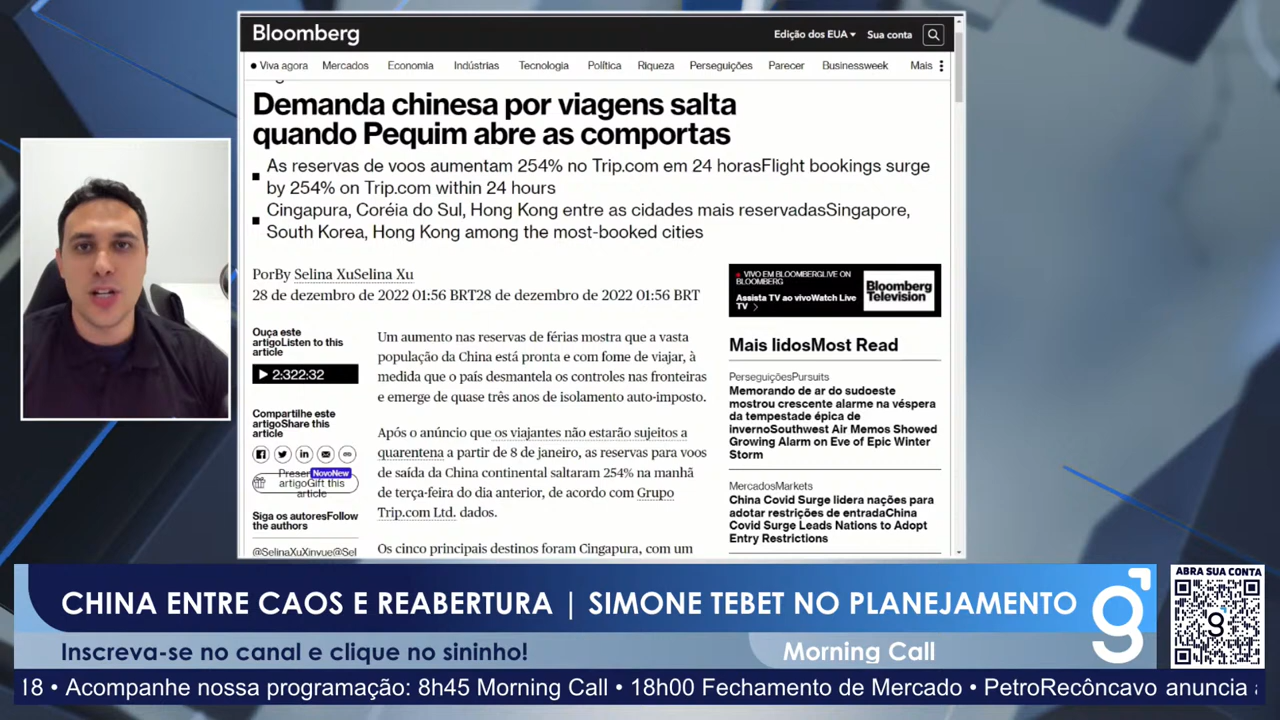 Bloomberg
Edição dos EUA
Sua conta
Viva agora
Mercados
Economia
Indústrias
Tecnologia
Política
Riqueza
Perseguições
Parecer
Businessweek
Mais
Demanda chinesa por viagens salta
quando Pequim abre as comportas
As reservas de voos aumentam 254% no Trip.com em 24 horasFlight bookings surge
by 254% on Trip.com within 24 hours
Cingapura, Coréia do Sul, Hong Kong entre as cidades mais reservadasSingapore,
South Korea, Hong Kong among the most-booked cities
PorBy Selina XuSelina Xu
28 de dezembro de 2022 01:56 BRT28 de dezembro de 2022 01:56 BRT
Ouça este
artigoListen to this
article
2:322:32
Compartilhe este
artigoShare this
article
NovoNew
artigoGift this
article
Siga os autoresFollow
the authors
@SelinaXuXinvue@Sel
Um aumento nas reservas de férias mostra que a vasta
população da China está pronta e com fome de viajar, à
medida que o país desmantela os controles nas fronteiras
e emerge de quase três anos de isolamento auto-imposto.
Após o anúncio que os viajantes não estarão sujeitos a
quarentena a partir de 8 de janeiro, as reservas para voos
de saída da China continental saltaram 254% na manhã
de terça-feira do dia anterior, de acordo com Grupo
Trip.com Ltd. dados.
Os cinco principais destinos foram Cingapura, com um
VIVO EM BLOOMBERGLIVE ON
BLOOMBERG
Assista TV ao vivoWatch Live
TV
Bloomberg
Television
Mais lidosMost Read
PerseguiçõesPursuits
Memorando de ar do sudoeste
mostrou crescente alarme na véspera
da tempestade épica de
invernoSouthwest Air Memos Showed
Growing Alarm on Eve of Epic Winter
Storm
MercadosMarkets
China Covid Surge lidera nações para
adotar restrições de entradaChina
Covid Surge Leads Nations to Adopt
Entry Restrictions
CHINA ENTRE CAOS E REABERTURA | SIMONE TEBET NO PLANEJAMENTO
ABRA SUA CONTA
Inscreva-se no canal e clique no sininho!
Morning Call
18 • Acompanhe nossa programação: 8h45 Morning Call • 18h00 Fechamento de Mercado • PetroRecôncavo anuncia